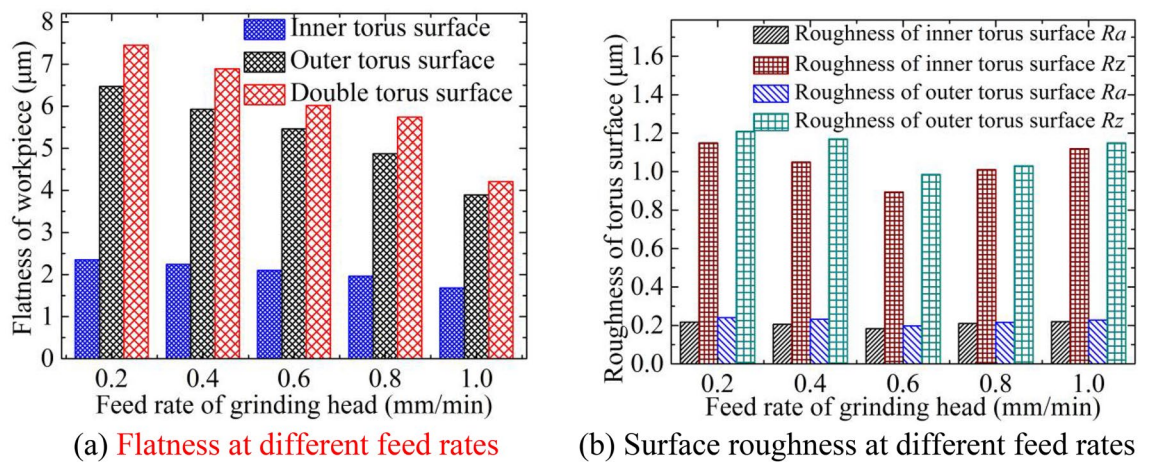 8
7
6
5
4
3
2
1
0
Flatness of workpiece (μm)
Inner torus surface
Outer torus surface
Double torus surface
0.2 0.4 0.6 0.8 1.0
Feed rate of grinding head (mm/min)
(a) Flatness at different feed rates
1.6
1.4
1.2
1.0
0.8
0.6
0.4
0.2
0.0
Roughness of torus surface (μm)
Roughness of inner torus surface Ra
Roughness of inner torus surface Rz
Roughness of outer torus surface Ra
Roughness of outer torus surface Rz
0.2 0.4 0.6 0.8 1.0
Feed rate of grinding head (mm/min)
(b) Surface roughness at different feed rates